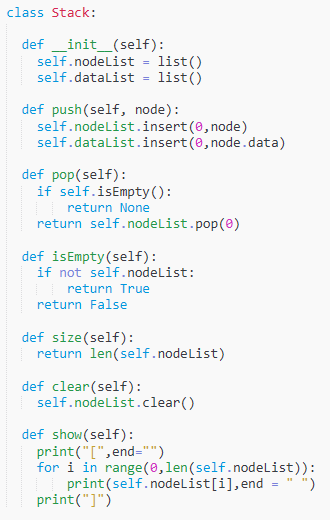 class Stack:
def __init__(self):
self.nodeList = list()
self.dataList = list()
def push(self, node):
self.nodeList.insert(0,node)
self.dataList.insert(0,node.data)
def pop(self):
if self.isEmpty():
return None
return self.nodeList.pop(0)
def isEmpty(self):
if not self.nodeList:
return True
return False
def size(self):
return len(self.nodeList)
def clear(self):
self.nodeList.clear()
def show(self):
print("[",end="")
for i in range(0,len(self.nodeList)):
print(self.nodeList[i],end = " ")
print("]")